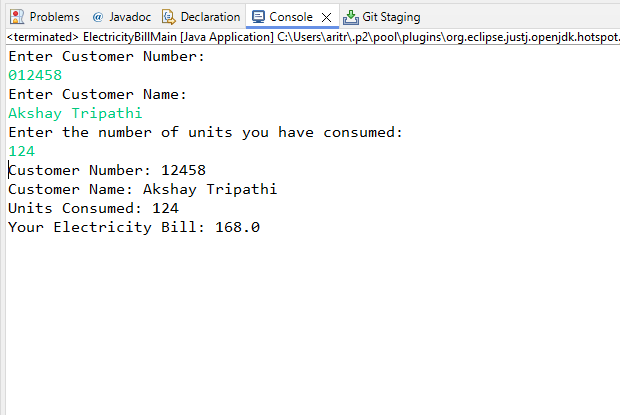 Problems @ Javadoc Declaration Console Git Staging
<terminated> ElectricityBillMain [Java Application] C:\Users\aritr\.p2\pool\plugins\org.eclipse.justj.openjdk.hotspot.
Enter Customer Number:
012458
Enter Customer Name:
Akshay Tripathi
Enter the number of units you have consumed:
124
Customer Number: 12458
Customer Name: Akshay Tripathi
Units Consumed: 124
Your Electricity Bill: 168.0